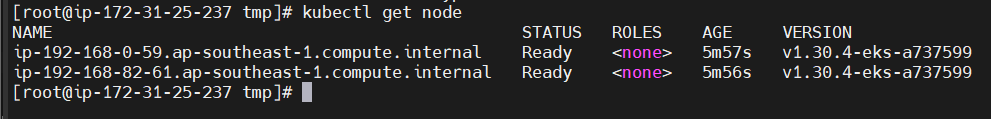 [root@ip-172-31-25-237 tmp]# kubectl get node
NAME STATUS ROLES AGE VERSION
ip-192-168-0-59.ap-southeast-1.compute.internal Ready <none> 5m57s v1.30.4-eks-a737599
ip-192-168-82-61.ap-southeast-1.compute.internal Ready <none> 5m56s v1.30.4-eks-a737599
[root@ip-172-31-25-237 tmp]#